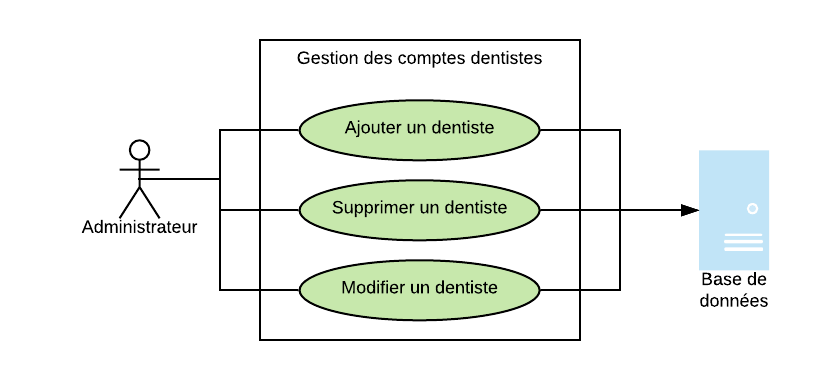 Gestion des comptes dentistes
Ajouter un dentiste
Supprimer un dentiste
Modifier un dentiste
Administrateur
Base de
données